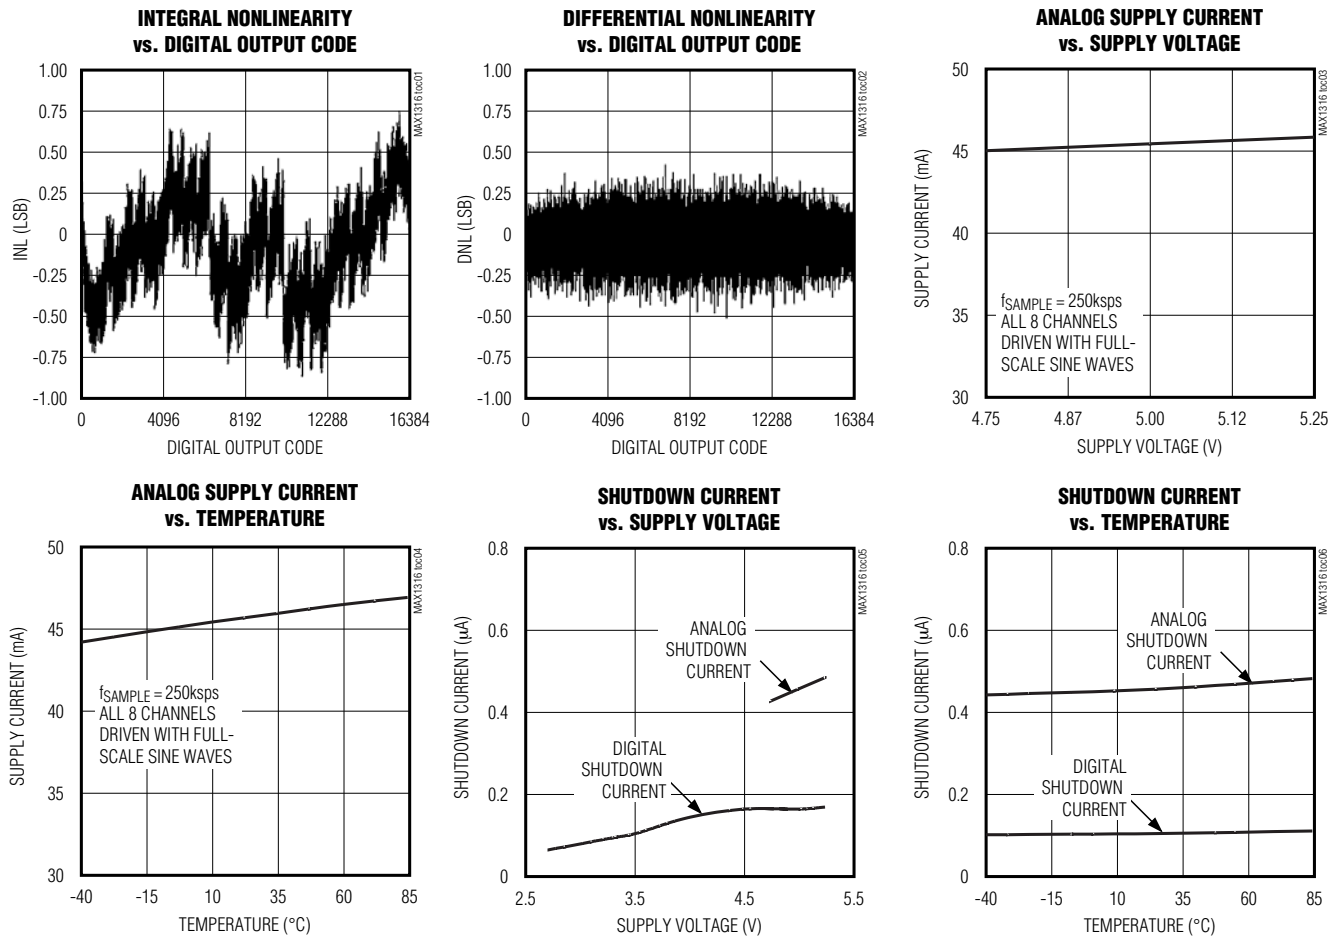 INTEGRAL NONLINEARITY
vs. DIGITAL OUTPUT CODE
1.00
0.75
0.50
0.25
0
-0.25
-0.50
-0.75
-1.00
INL (LSB)
0
4096
8192
12288
16384
DIGITAL OUTPUT CODE
MAX1316 toc01
DIFFERENTIAL NONLINEARITY
vs. DIGITAL OUTPUT CODE
1.00
0.75
0.50
0.25
0
-0.25
-0.50
-0.75
-1.00
DNL (LSB)
0
4096
8192
12288
16384
DIGITAL OUTPUT CODE
MAX1316 toc02
ANALOG SUPPLY CURRENT
vs. SUPPLY VOLTAGE
50
45
40
35
30
SUPPLY CURRENT (mA)
fSAMPLE = 250ksps
ALL 8 CHANNELS
DRIVEN WITH FULL-
SCALE SINE WAVES
4.75
4.87
5.00
5.12
5.25
SUPPLY VOLTAGE (V)
MAX1316 toc03
ANALOG SUPPLY CURRENT
vs. TEMPERATURE
50
45
40
35
30
SUPPLY CURRENT (mA)
fSAMPLE = 250ksps
ALL 8 CHANNELS
DRIVEN WITH FULL-
SCALE SINE WAVES
-40
-15
10
35
60
85
TEMPERATURE (°C)
MAX1316 toc04
SHUTDOWN CURRENT
vs. SUPPLY VOLTAGE
0.8
0.6
0.4
0.2
0
SHUTDOWN CURRENT (µA)
ANALOG
SHUTDOWN
CURRENT
DIGITAL
SHUTDOWN
CURRENT
2.5
3.5
4.5
5.5
SUPPLY VOLTAGE (V)
MAX1316 toc05
SHUTDOWN CURRENT
vs. TEMPERATURE
0.8
0.6
0.4
0.2
0
SHUTDOWN CURRENT (µA)
ANALOG
SHUTDOWN
CURRENT
DIGITAL
SHUTDOWN
CURRENT
-40
-15
10
35
60
85
TEMPERATURE (°C)
MAX1316 toc06